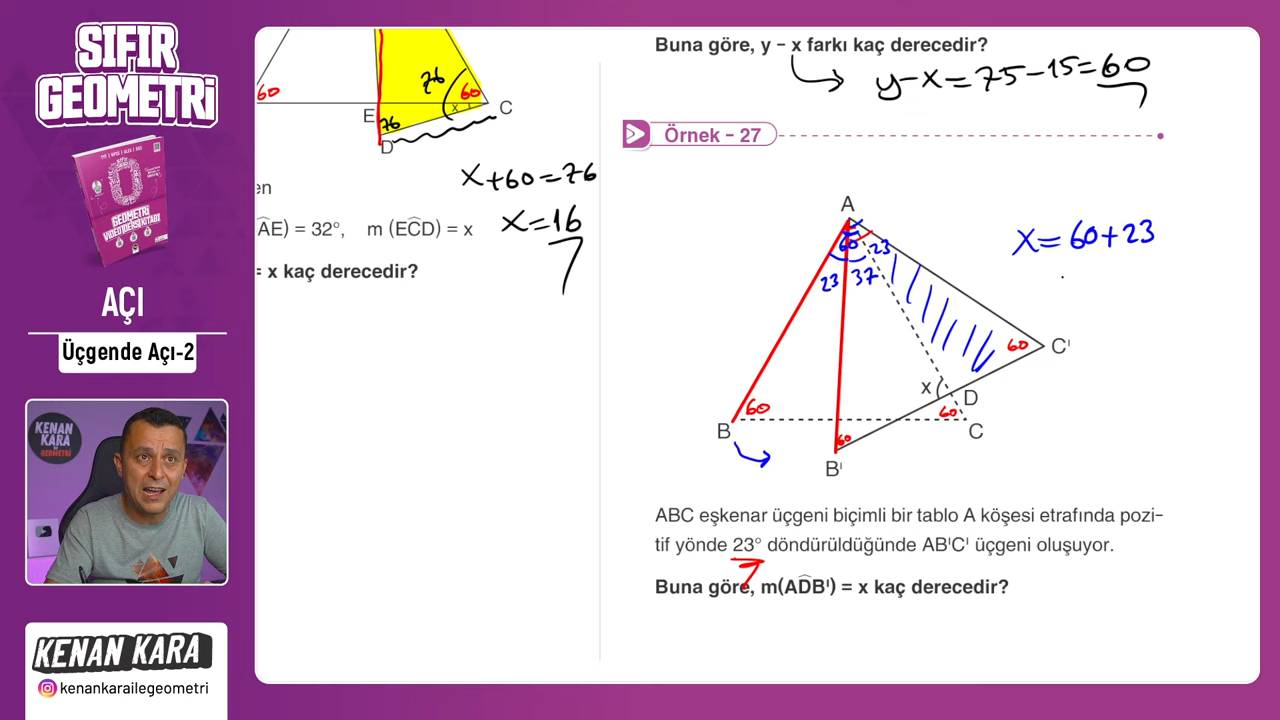 SIFIR
GEOMETRİ
GEOMETRİ
VİDEO DERS KİTABI
AÇI
Üçgende Açı-2
KENAN
KARA
GEOMETRİ
KENAN KARA
kenankarailegeometri
60
76
60
E
x
C
76
D
x+60=76
en
AE) = 32°, m (ECD) = x
x=16
= x kaç derecedir?
Buna göre, y – x farkı kaç derecedir?
y-x=75-15=60
Örnek – 27
A
x=60+23
60
23
23
37
60
C'
x
D
60
60
B
C
60
B'
ABC eşkenar üçgeni biçimli bir tablo A köşesi etrafında pozi-
tif yönde 23° döndürüldüğünde AB'C' üçgeni oluşuyor.
Buna göre, m(ADB') = x kaç derecedir?